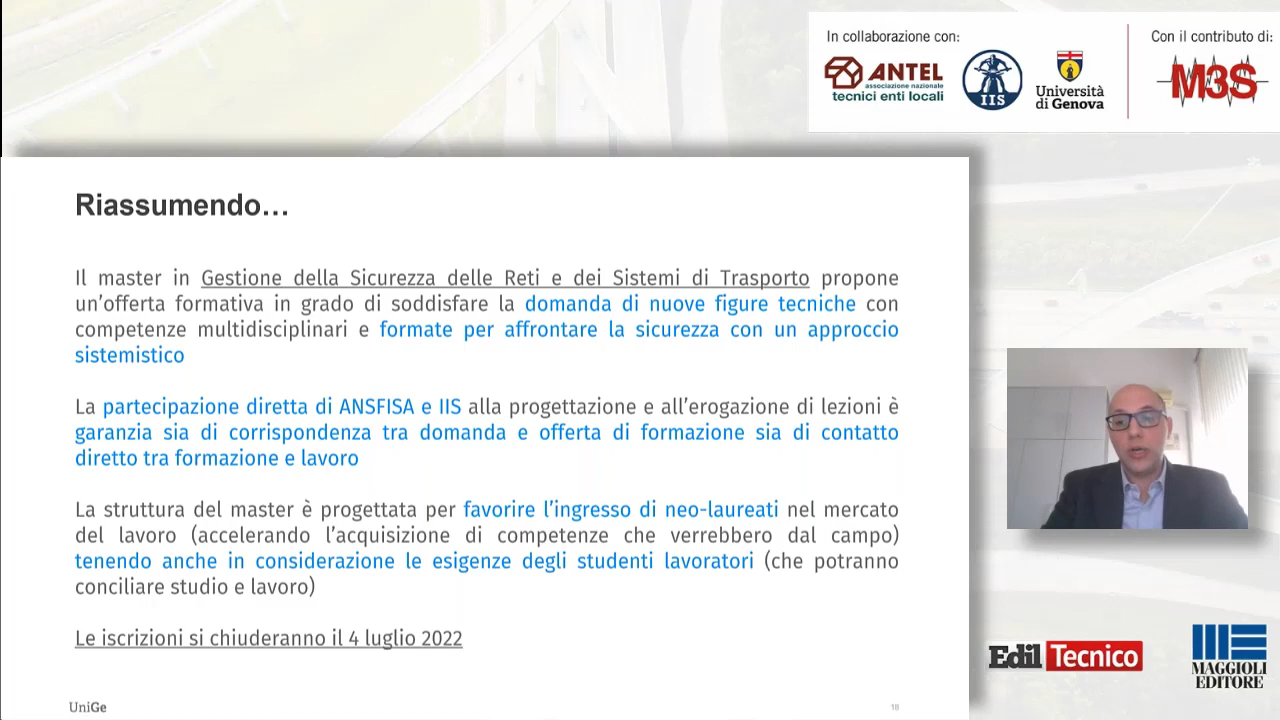 In collaborazione con:
Con il contributo di:
ANTEL
associazione nazionale
tecnici enti locali
IIS
Università
di Genova
M3S
Riassumendo…
Il master in Gestione della Sicurezza delle Reti e dei Sistemi di Trasporto propone
un’offerta formativa in grado di soddisfare la domanda di nuove figure tecniche con
competenze multidisciplinari e formate per affrontare la sicurezza con un approccio
sistemistico
La partecipazione diretta di ANSFISA e IIS alla progettazione e all’erogazione di lezioni è
garanzia sia di corrispondenza tra domanda e offerta di formazione sia di contatto
diretto tra formazione e lavoro
La struttura del master è progettata per favorire l’ingresso di neo-laureati nel mercato
del lavoro (accelerando l’acquisizione di competenze che verrebbero dal campo)
tenendo anche in considerazione le esigenze degli studenti lavoratori (che potranno
conciliare studio e lavoro)
Le iscrizioni si chiuderanno il 4 luglio 2022
UniGe
18
Edil Tecnico
MAGGIOLI
EDITORE